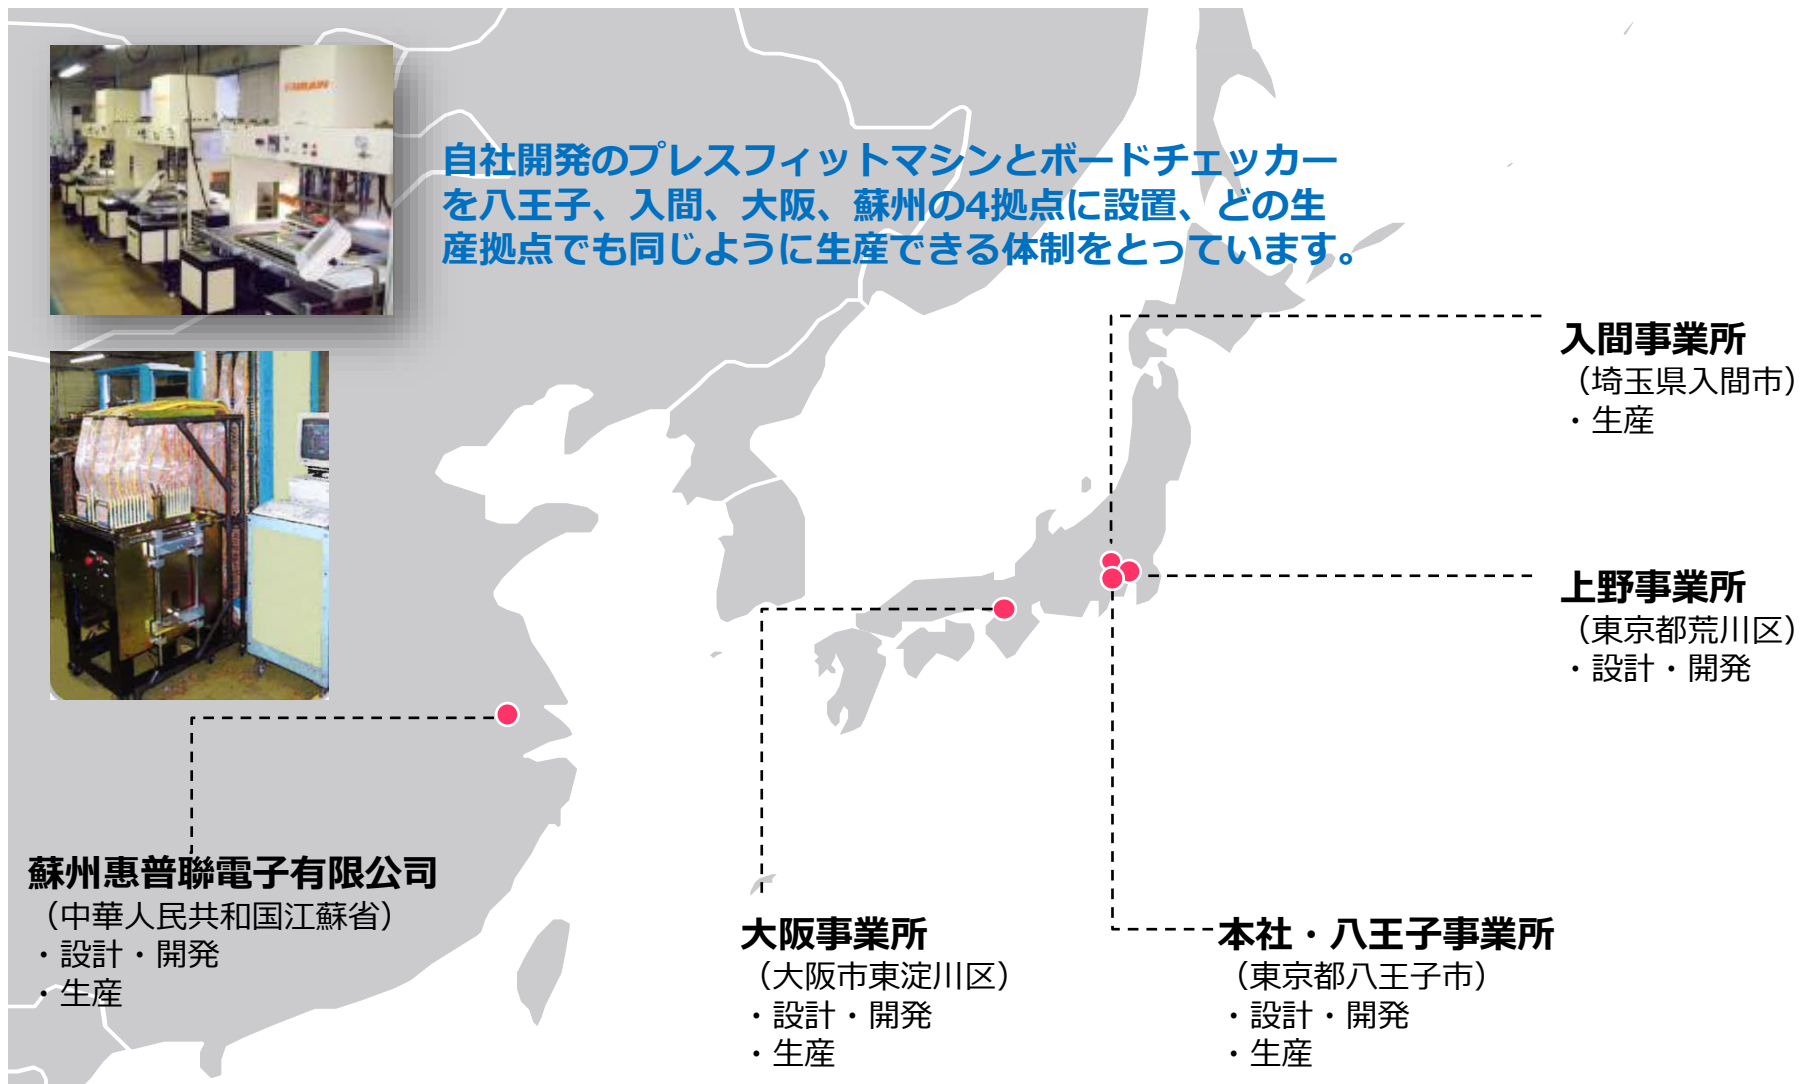 自社開発のプレスフィットマシンとボードチェッカー
を八王子、入間、大阪、蘇州の4拠点に設置、どの生
産拠点でも同じように生産できる体制をとっています。
入間事業所
（埼玉県入間市）
・生産
上野事業所
（東京都荒川区）
・設計・開発
蘇州惠普聯電子有限公司
（中華人民共和国江蘇省）
・設計・開発
・生産
大阪事業所
（大阪市東淀川区）
・設計・開発
・生産
本社・八王子事業所
（東京都八王子市）
・設計・開発
・生産